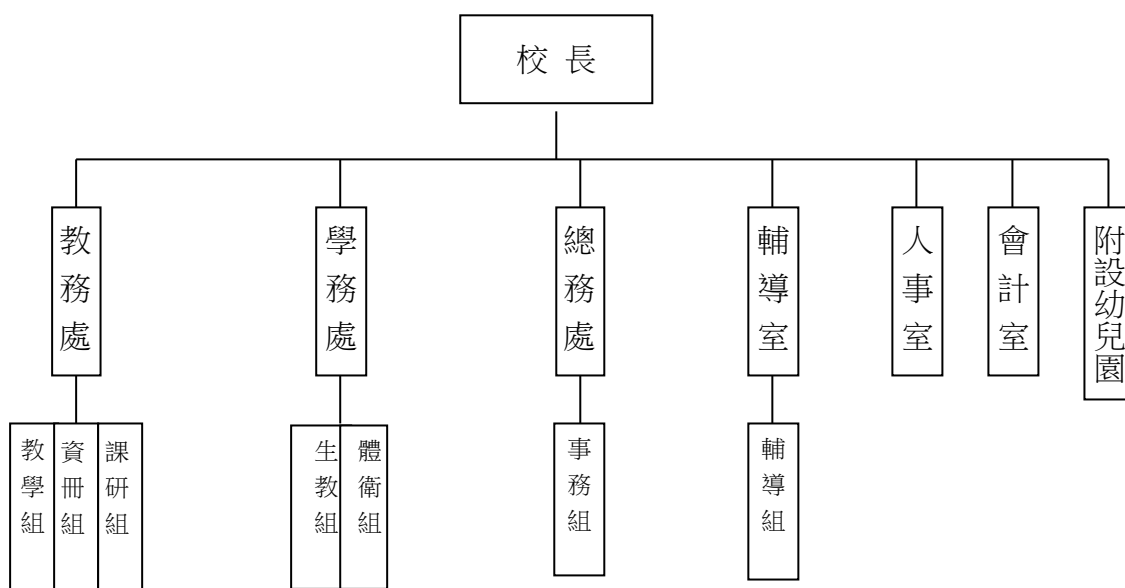 校 長
教務處
學務處
總務處
輔導室
人事室
會計室
附設幼兒園
教學組
資冊組
課研組
生教組
體衛組
事務組
輔導組